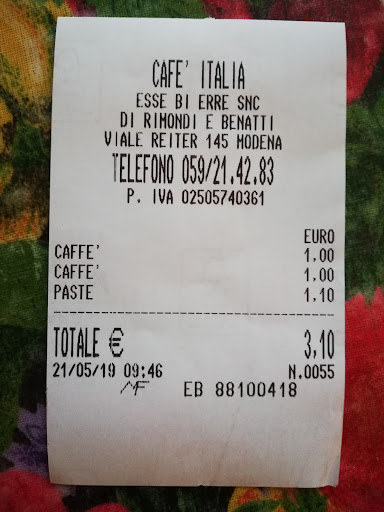 CAFE' ITALIA
ESSE BI ERRE SNC
DI RIMONDI E BENATTI
VIALE REITER 145 MODENA
TELEFONO 059/21.42.83
P. IVA 02505740361
EURO
CAFFE' 1,00
CAFFE' 1,00
PASTE 1,10
TOTALE € 3,10
21/05/19 09:46 N.0055
MF EB 88100418